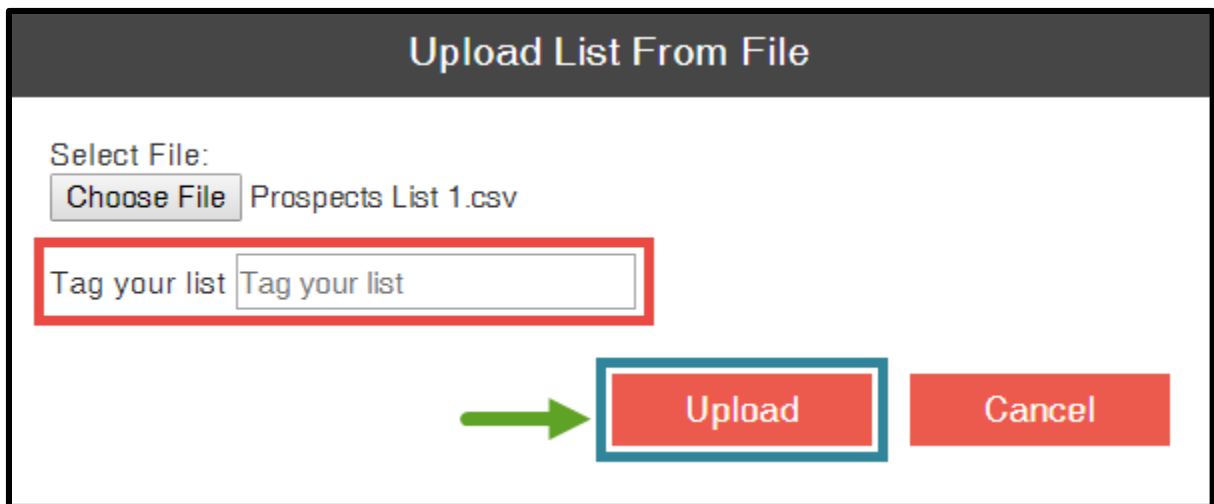 Upload List From File
Select File:
Choose File Prospects List 1.csv
Tag your list Tag your list
Upload Cancel